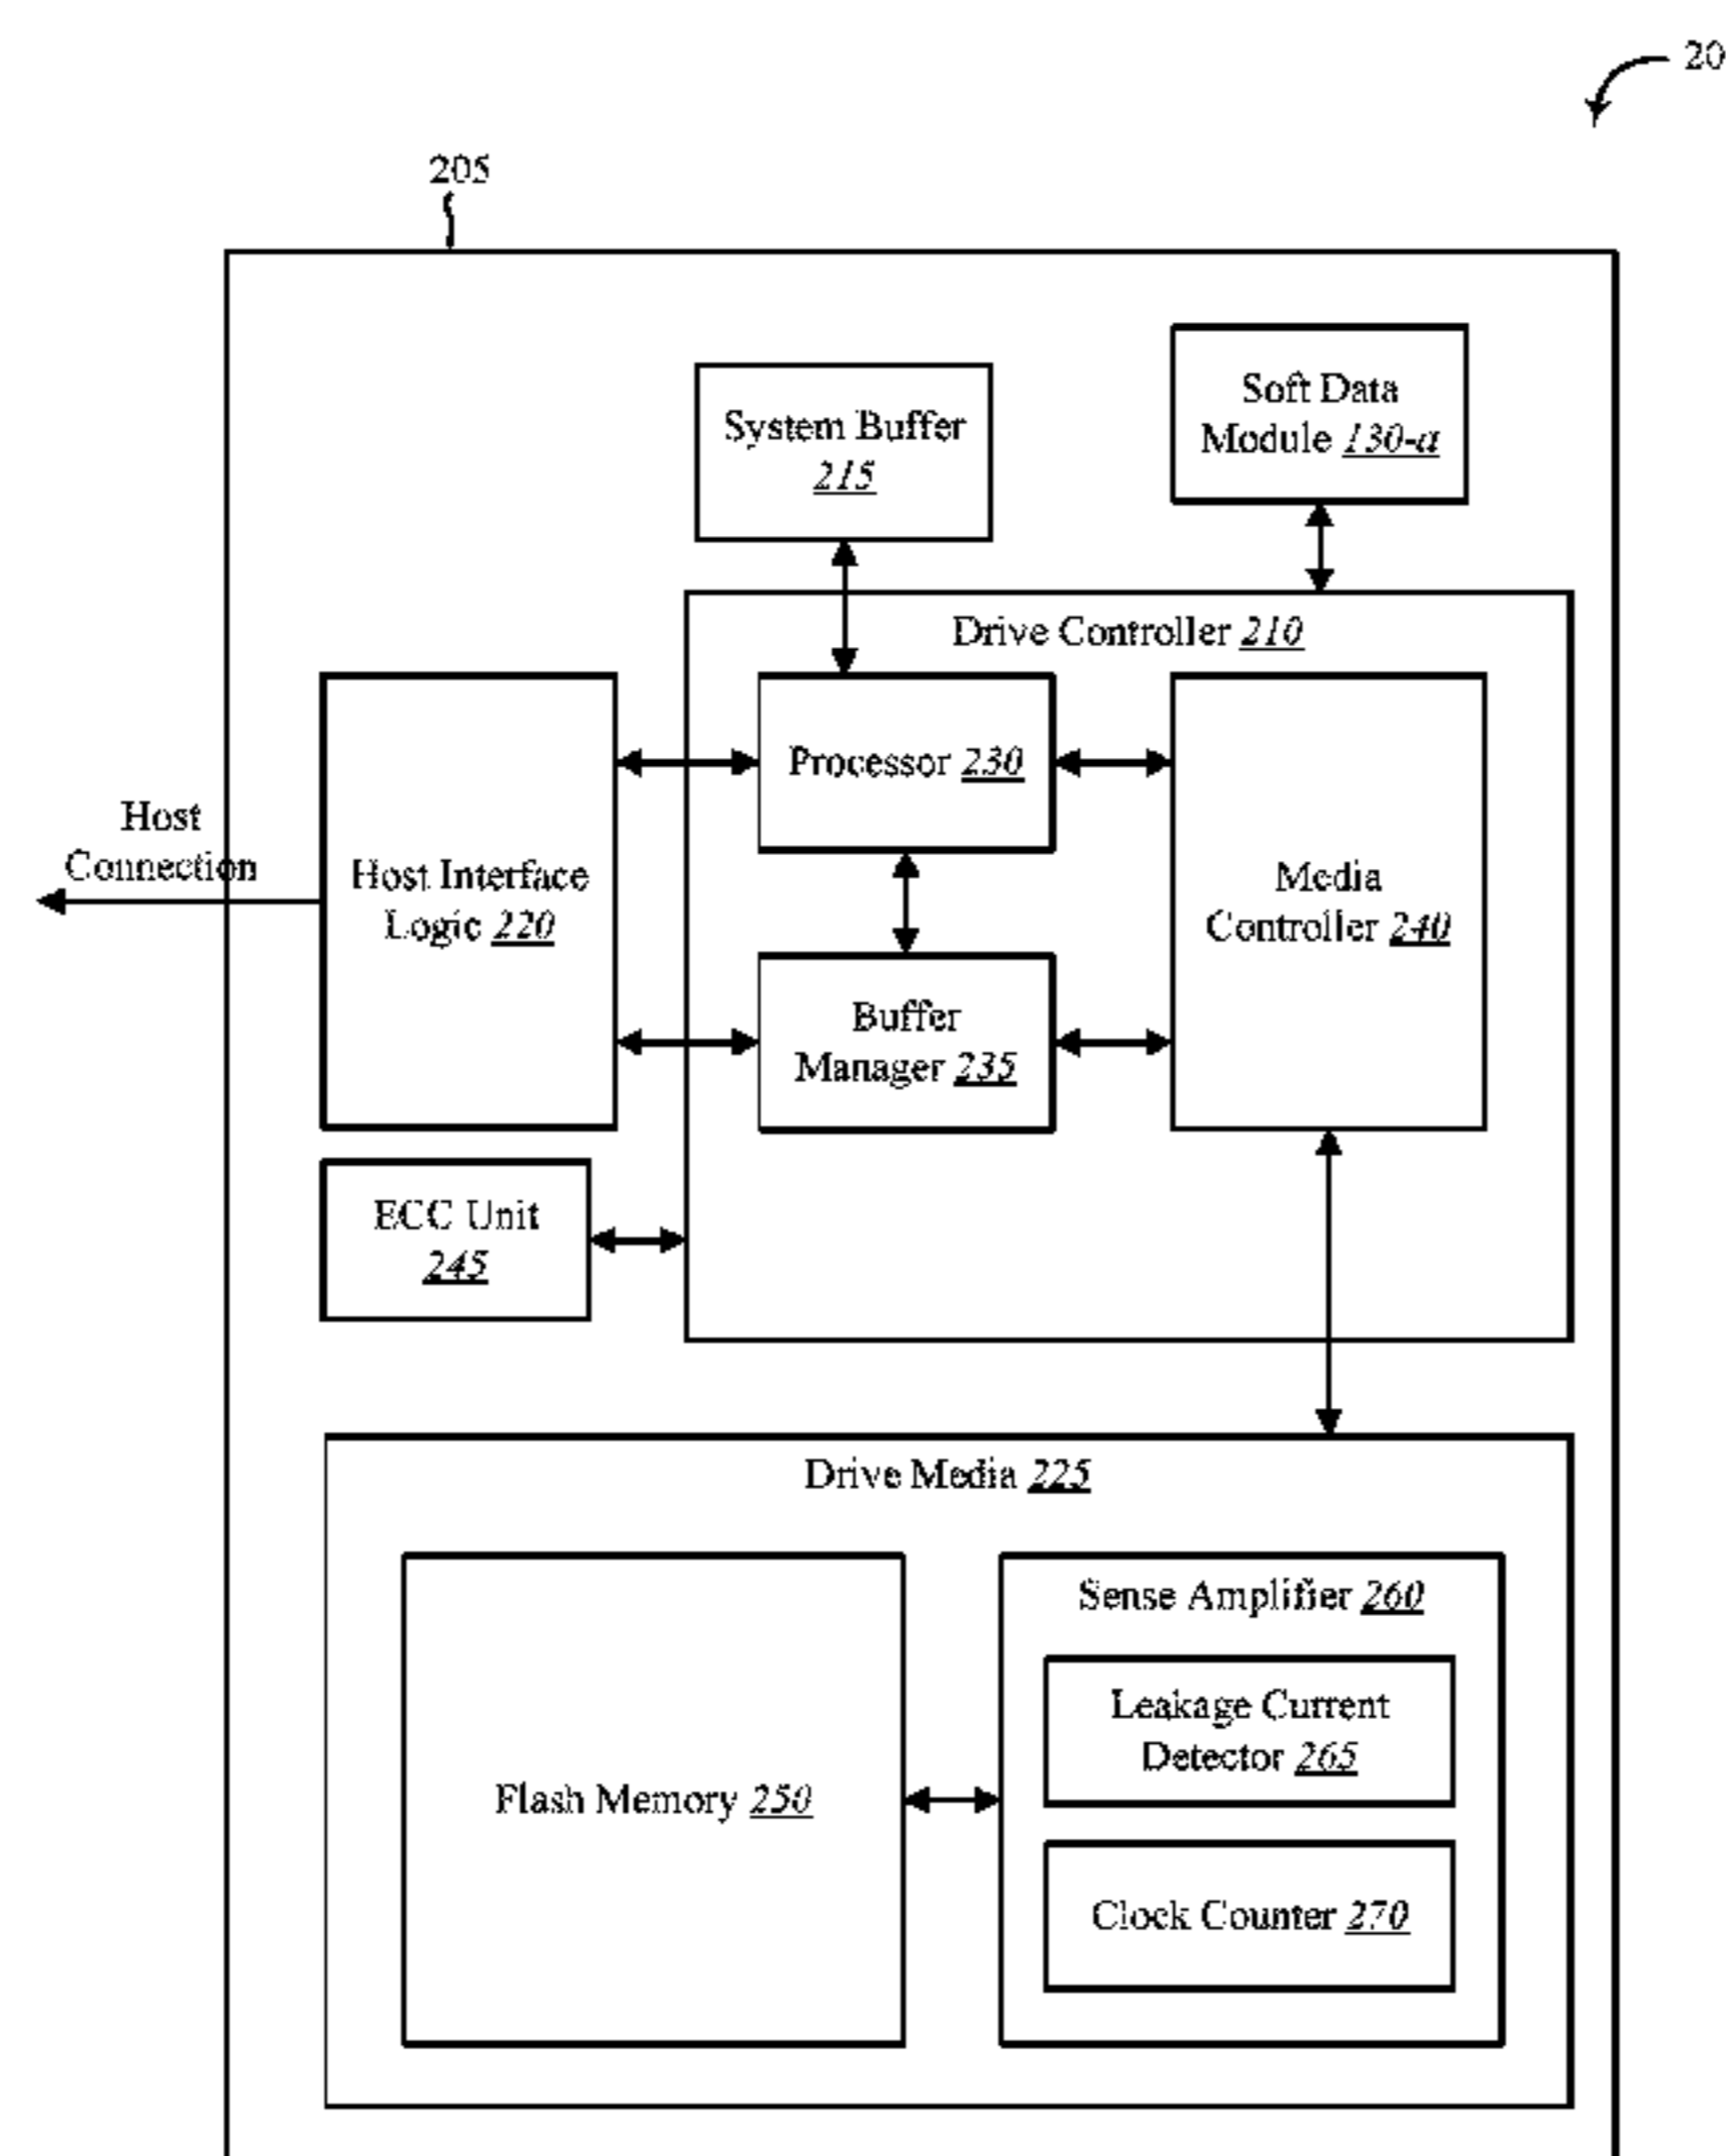 20
205
System Buffer
215
Soft Data
Module 130-a
Drive Controller 210
Processor 230
Host
Connection
Host Interface
Logic 220
Media
Controller 240
Buffer
Manager 235
ECC Unit
245
Drive Media 225
Flash Memory 250
Sense Amplifier 260
Leakage Current
Detector 265
Clock Counter 270